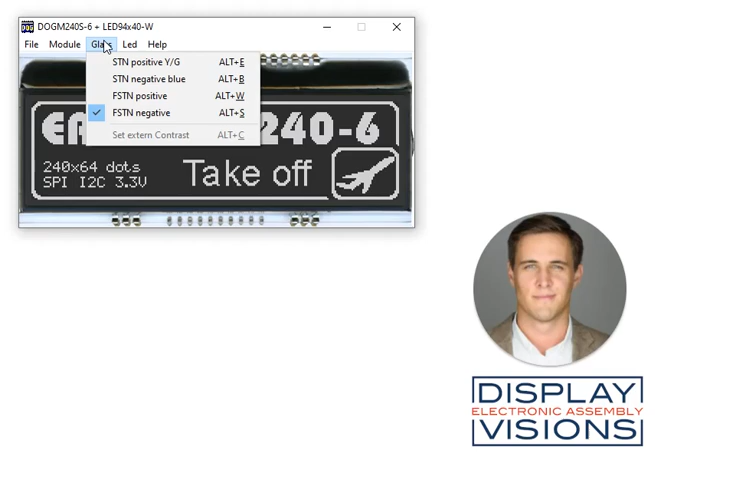 DOGM240S-6 + LED94x40-W
File Module Glass Led Help
STN positive Y/G ALT+E
STN negative blue ALT+B
FSTN positive ALT+W
FSTN negative ALT+S
Set extern Contrast ALT+C
240-6
240x64 dots
SPI I2C 3.3V
Take off
DISPLAY
ELECTRONIC ASSEMBLY
VISIONS